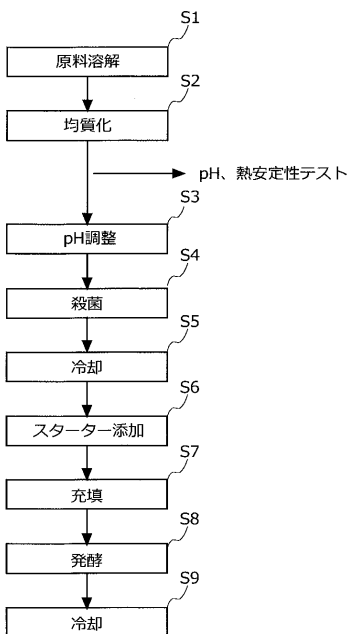 S1
原料溶解
S2
均質化
pH、熱安定性テスト
S3
pH調整
S4
殺菌
S5
冷却
S6
スターター添加
S7
充填
S8
発酵
S9
冷却